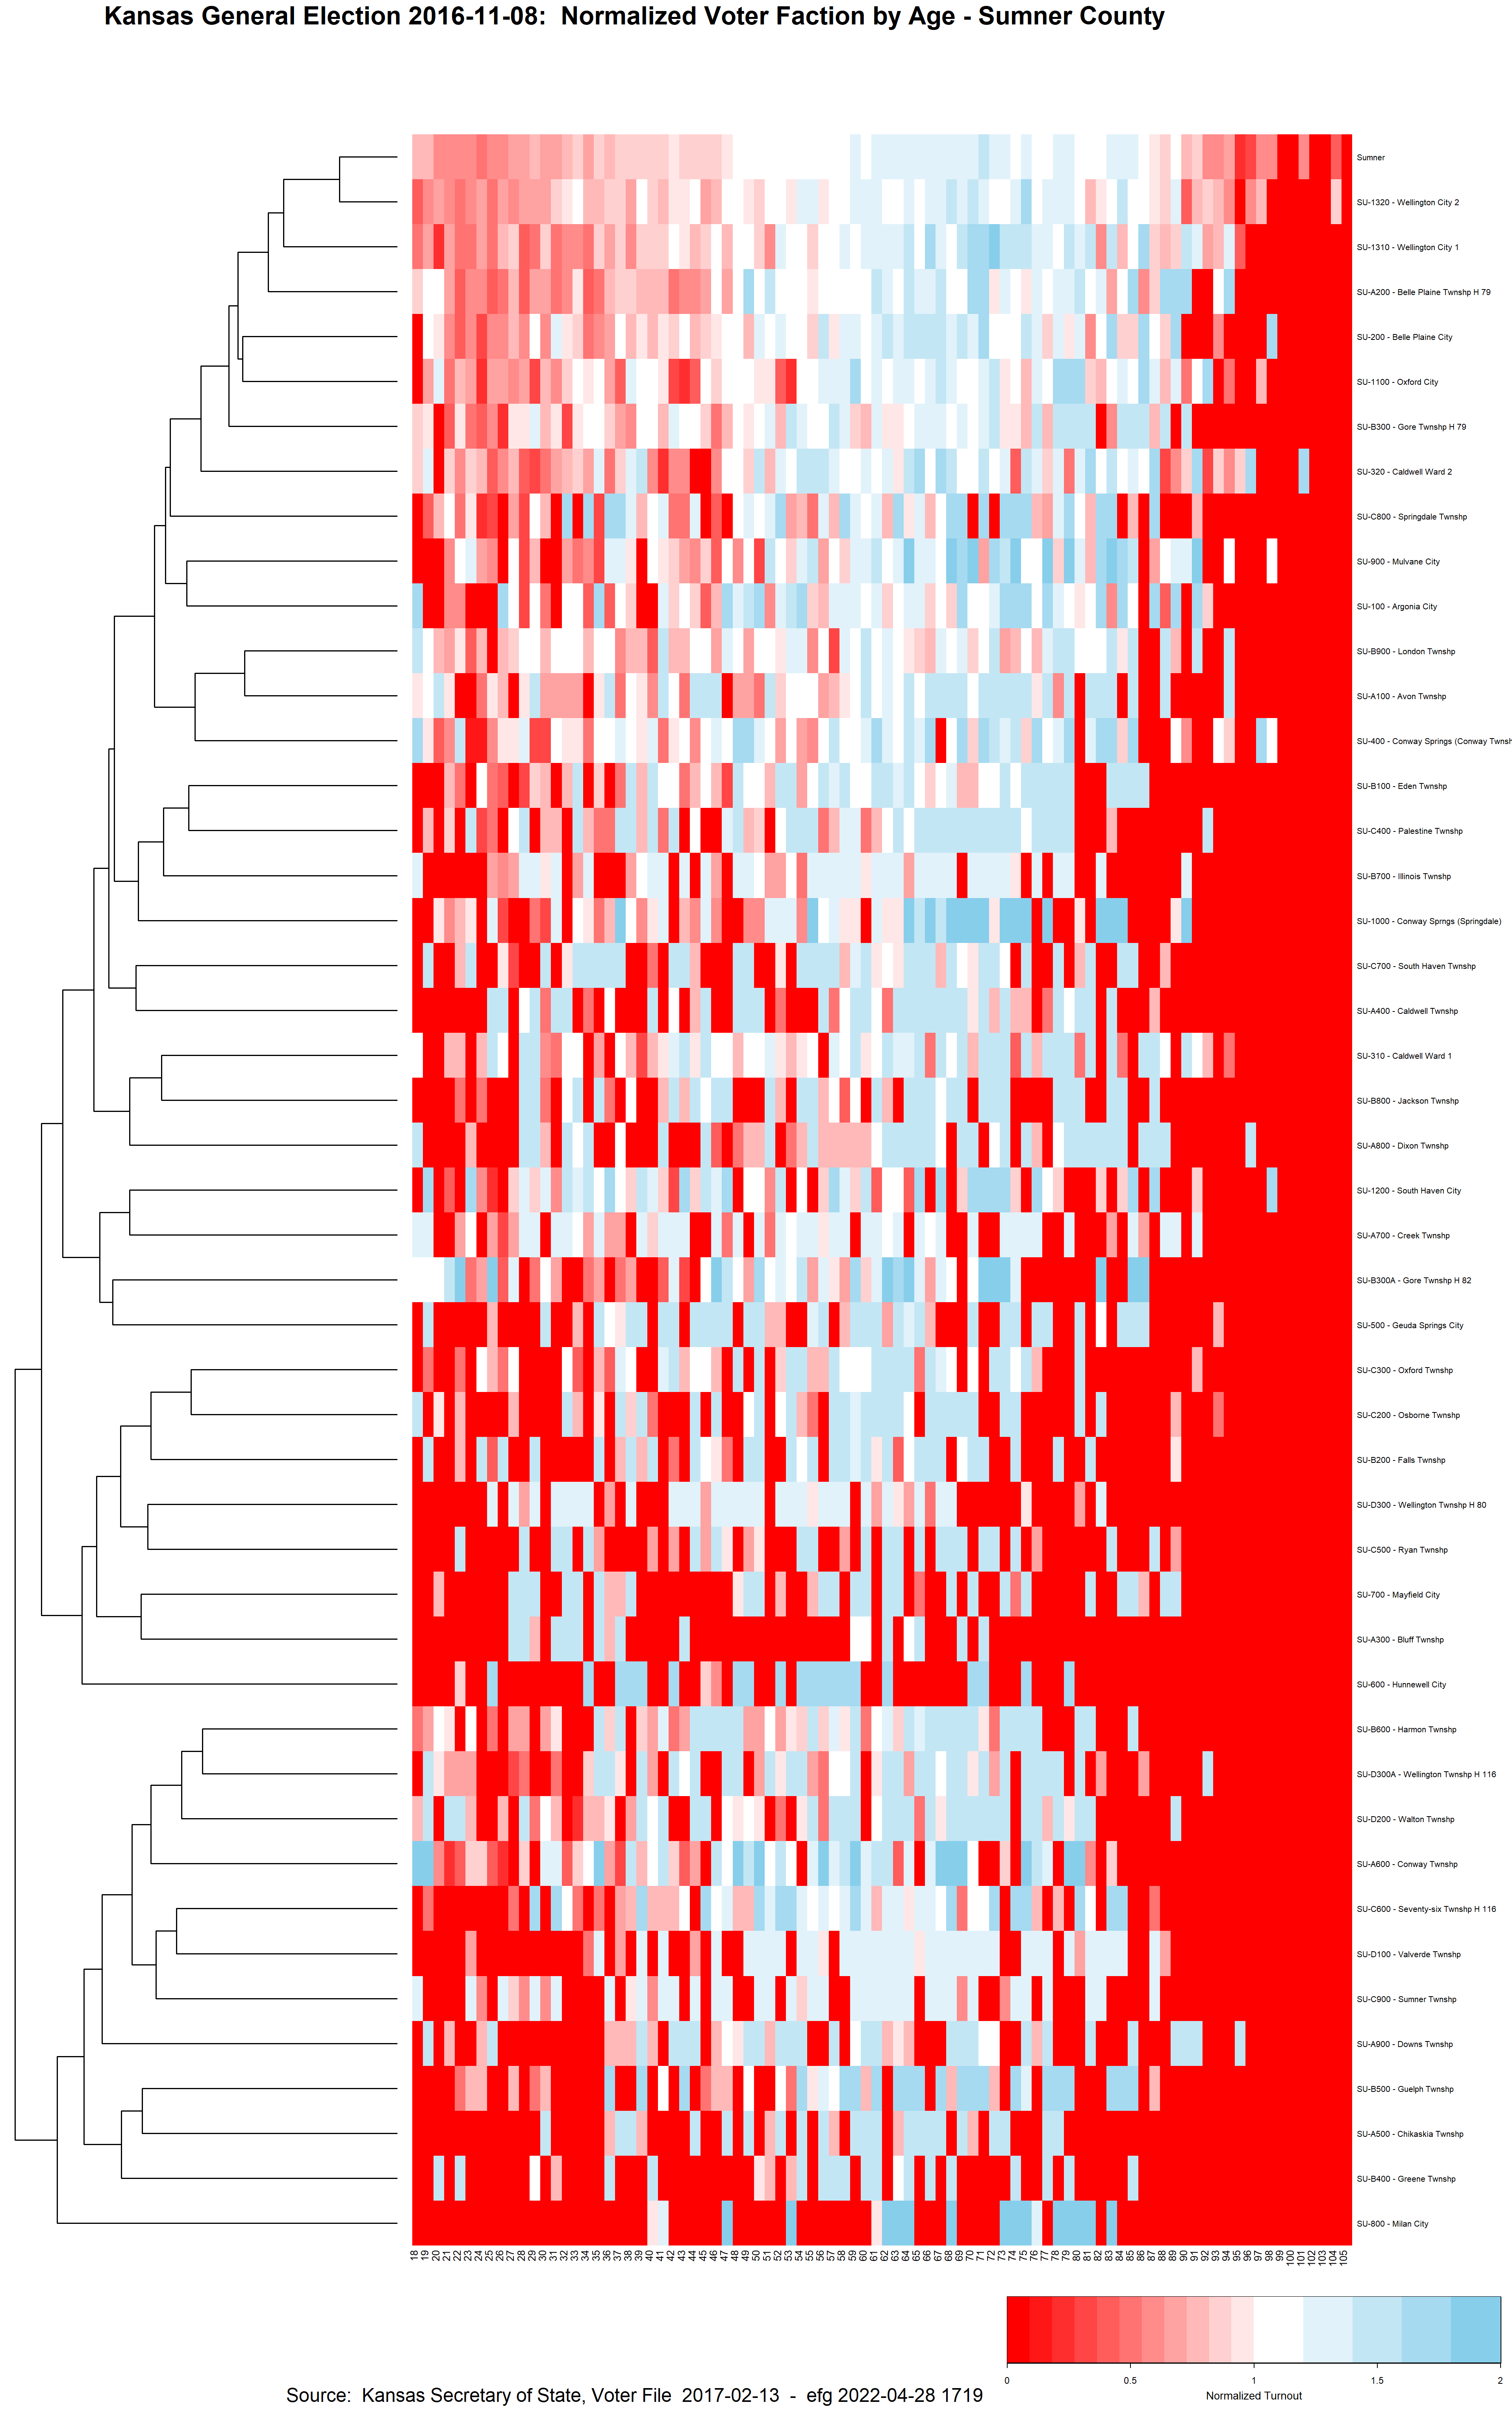 Kansas General Election 2016-11-08:  Normalized Voter Faction by Age - Sumner County
Sumner
SU-1320 - Wellington City 2
SU-1310 - Wellington City 1
SU-A200 - Belle Plaine Twnshp H 79
SU-200 - Belle Plaine City
SU-1100 - Oxford City
SU-B300 - Gore Twnshp H 79
SU-320 - Caldwell Ward 2
SU-C800 - Springdale Twnshp
SU-900 - Mulvane City
SU-100 - Argonia City
SU-B900 - London Twnshp
SU-A100 - Avon Twnshp
SU-400 - Conway Springs (Conway Twnsh
SU-B100 - Eden Twnshp
SU-C400 - Palestine Twnshp
SU-B700 - Illinois Twnshp
SU-1000 - Conway Sprngs (Springdale)
SU-C700 - South Haven Twnshp
SU-A400 - Caldwell Twnshp
SU-310 - Caldwell Ward 1
SU-B800 - Jackson Twnshp
SU-A800 - Dixon Twnshp
SU-1200 - South Haven City
SU-A700 - Creek Twnshp
SU-B300A - Gore Twnshp H 82
SU-500 - Geuda Springs City
SU-C300 - Oxford Twnshp
SU-C200 - Osborne Twnshp
SU-B200 - Falls Twnshp
SU-D300 - Wellington Twnshp H 80
SU-C500 - Ryan Twnshp
SU-700 - Mayfield City
SU-A300 - Bluff Twnshp
SU-600 - Hunnewell City
SU-B600 - Harmon Twnshp
SU-D300A - Wellington Twnshp H 116
SU-D200 - Walton Twnshp
SU-A600 - Conway Twnshp
SU-C600 - Seventy-six Twnshp H 116
SU-D100 - Valverde Twnshp
SU-C900 - Sumner Twnshp
SU-A900 - Downs Twnshp
SU-B500 - Guelph Twnshp
SU-A500 - Chikaskia Twnshp
SU-B400 - Greene Twnshp
SU-800 - Milan City
18 19 20 21 22 23 24 25 26 27 28 29 30 31 32 33 34 35 36 37 38 39 40 41 42 43 44 45 46 47 48 49 50 51 52 53 54 55 56 57 58 59 60 61 62 63 64 65 66 67 68 69 70 71 72 73 74 75 76 77 78 79 80 81 82 83 84 85 86 87 88 89 90 91 92 93 94 95 96 97 98 99 100 101 102 103 104 105
0 0.5 1 1.5 2
Normalized Turnout
Source:  Kansas Secretary of State, Voter File  2017-02-13  -  efg 2022-04-28 1719